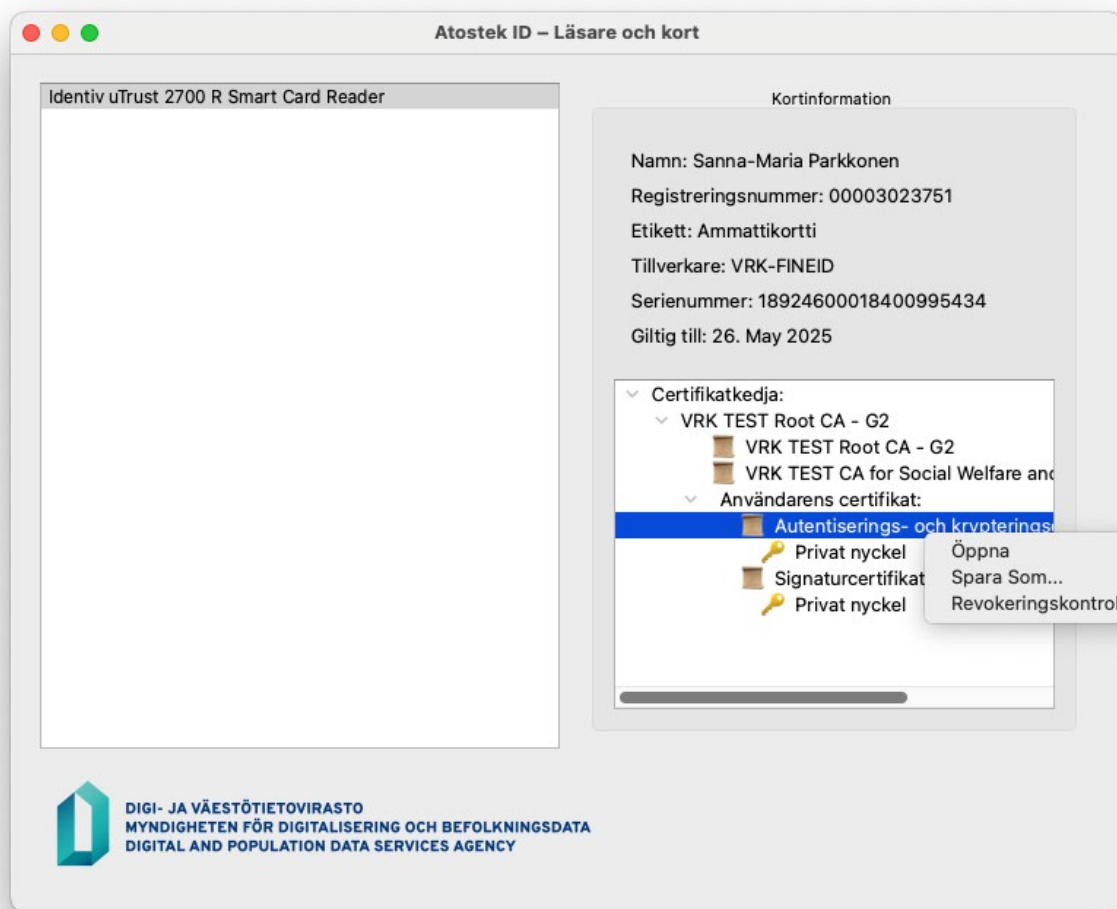 Atostek ID – Läsare och kort
Identiv uTrust 2700 R Smart Card Reader
Kortinformation
Namn: Sanna-Maria Parkkonen
Registreringsnummer: 00003023751
Etikett: Ammattikortti
Tillverkare: VRK-FINEID
Serienummer: 18924600018400995434
Giltig till: 26. May 2025
Certifikatkedja:
VRK TEST Root CA - G2
VRK TEST Root CA - G2
VRK TEST CA for Social Welfare and
Användarens certifikat:
Autentiserings- och krypterings
Privat nyckel
Signaturcertifikat
Privat nyckel
Öppna
Spara Som...
Revokeringskontrol
DIGI- JA VÄESTÖTIETOVIRASTO
MYNDIGHETEN FÖR DIGITALISERING OCH BEFOLKNINGSDATA
DIGITAL AND POPULATION DATA SERVICES AGENCY